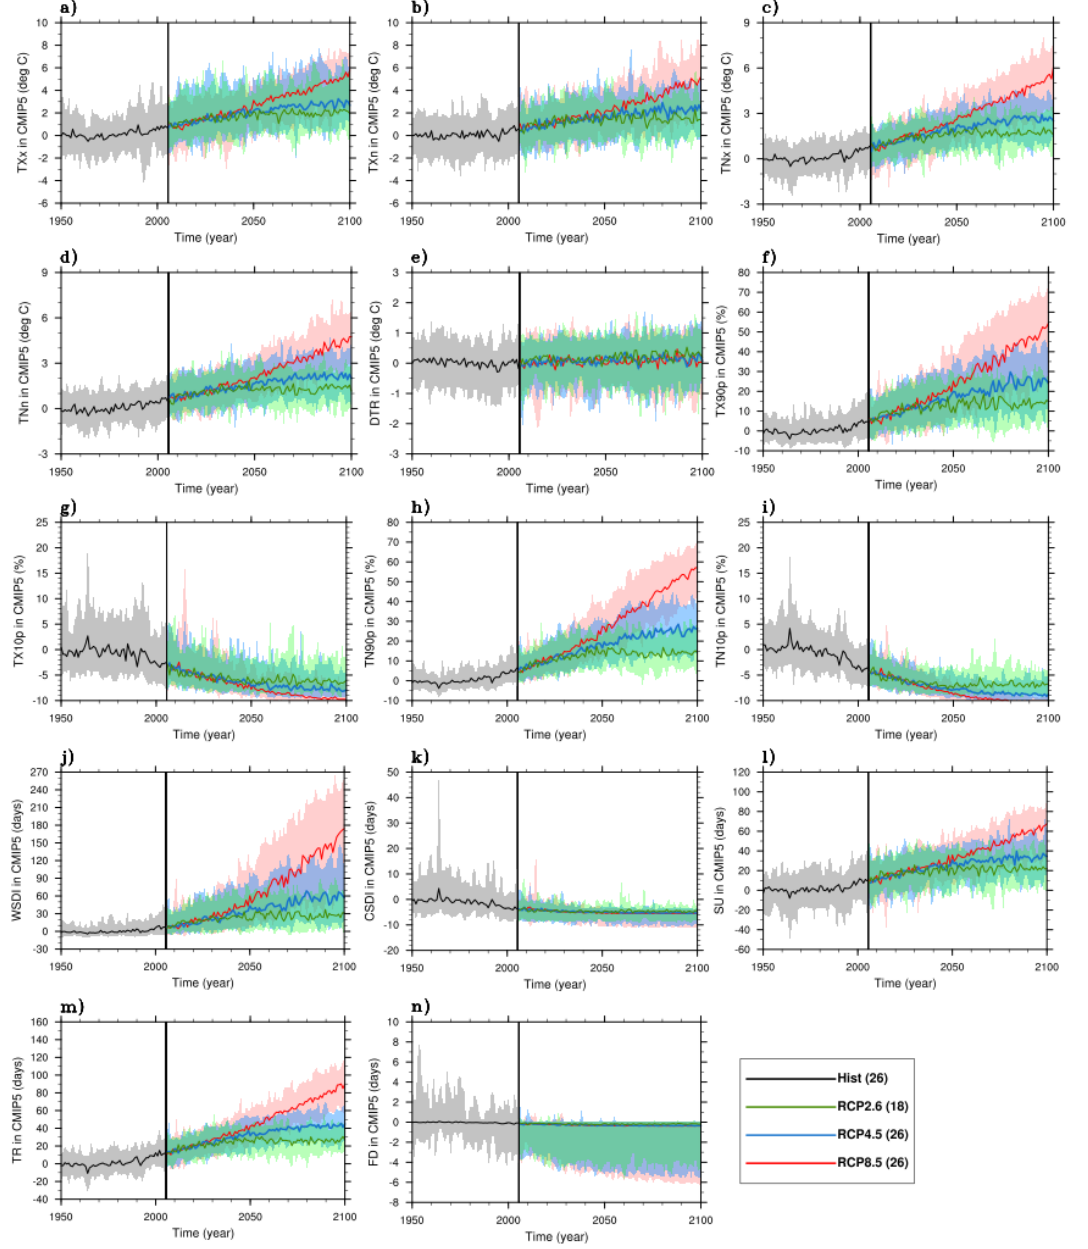 a)
TXx in CMIP5 (deg C)
10
8
6
4
2
0
-2
-4
-6
1950 2000 2050 2100
Time (year)
b)
TXn in CMIP5 (deg C)
10
8
6
4
2
0
-2
-4
-6
1950 2000 2050 2100
Time (year)
c)
TNx in CMIP5 (deg C)
9
6
3
0
-3
1950 2000 2050 2100
Time (year)
d)
TNn in CMIP5 (deg C)
9
6
3
0
-3
1950 2000 2050 2100
Time (year)
e)
DTR in CMIP5 (deg C)
3
2
1
0
-1
-2
-3
1950 2000 2050 2100
Time (year)
f)
TX90p in CMIP5 (%)
80
70
60
50
40
30
20
10
0
-10
1950 2000 2050 2100
Time (year)
g)
TX10p in CMIP5 (%)
25
20
15
10
5
0
-5
-10
1950 2000 2050 2100
Time (year)
h)
TN90p in CMIP5 (%)
80
70
60
50
40
30
20
10
0
-10
1950 2000 2050 2100
Time (year)
i)
TN10p in CMIP5 (%)
25
20
15
10
5
0
-5
-10
1950 2000 2050 2100
Time (year)
j)
WSDI in CMIP5 (days)
270
240
210
180
150
120
90
60
30
0
-30
1950 2000 2050 2100
Time (year)
k)
CSDI in CMIP5 (days)
50
40
30
20
10
0
-10
-20
1950 2000 2050 2100
Time (year)
l)
SU in CMIP5 (days)
120
100
80
60
40
20
0
-20
-40
-60
1950 2000 2050 2100
Time (year)
m)
TR in CMIP5 (days)
160
140
120
100
80
60
40
20
0
-20
-40
1950 2000 2050 2100
Time (year)
n)
FD in CMIP5 (days)
10
8
6
4
2
0
-2
-4
-6
-8
1950 2000 2050 2100
Time (year)
Hist (26)
RCP2.6 (18)
RCP4.5 (26)
RCP8.5 (26)